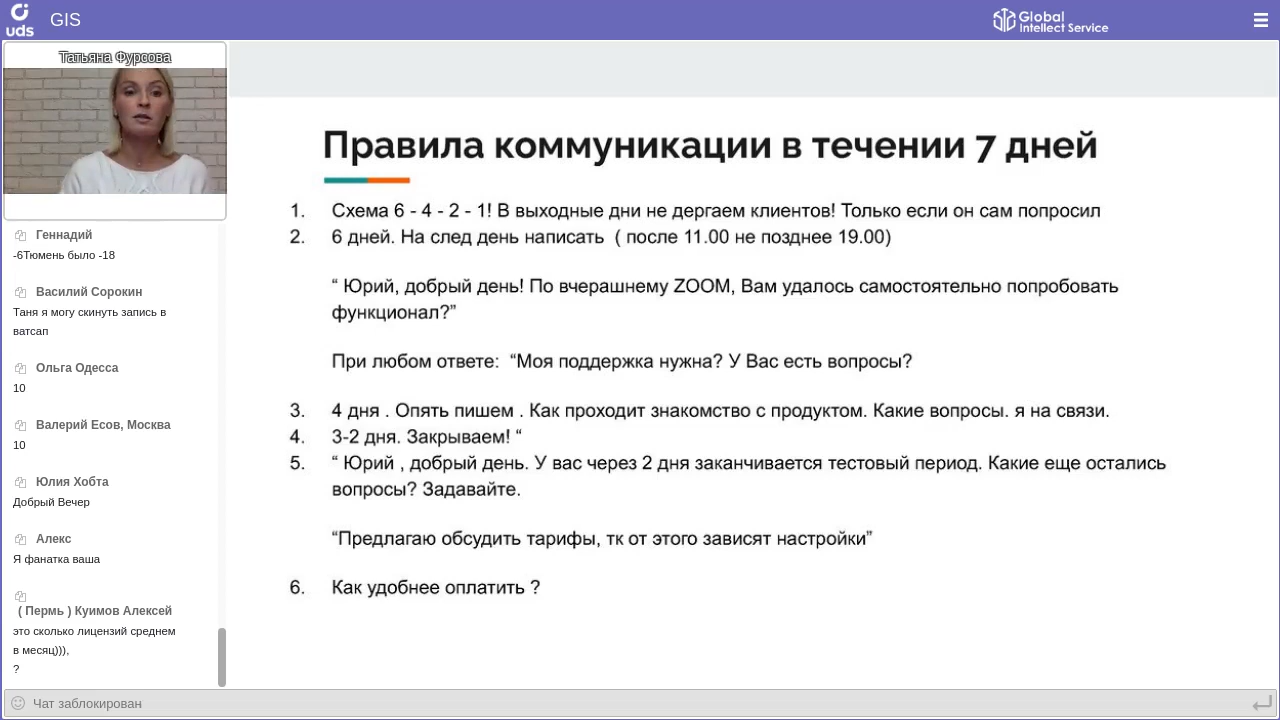 uds
GIS
Global
Intellect Service
Татьяна Фурсова
Геннадий
-6Тюмень было -18
Василий Сорокин
Таня я могу скинуть запись в
ватсап
Ольга Одесса
10
Валерий Есов, Москва
10
Юлия Хобта
Добрый Вечер
Алекс
Я фанатка ваша
( Пермь ) Куимов Алексей
это сколько лицензий среднем
в месяц))),
?
Чат заблокирован
Правила коммуникации в течении 7 дней
1. Схема 6 - 4 - 2 - 1! В выходные дни не дергаем клиентов! Только если он сам попросил
2. 6 дней. На след день написать ( после 11.00 не позднее 19.00)
“ Юрий, добрый день! По вчерашнему ZOOM, Вам удалось самостоятельно попробовать
функционал?”
При любом ответе: “Моя поддержка нужна? У Вас есть вопросы?
3. 4 дня . Опять пишем . Как проходит знакомство с продуктом. Какие вопросы. я на связи.
4. 3-2 дня. Закрываем! “
5. “ Юрий , добрый день. У вас через 2 дня заканчивается тестовый период. Какие еще остались
вопросы? Задавайте.
“Предлагаю обсудить тарифы, тк от этого зависят настройки”
6. Как удобнее оплатить ?